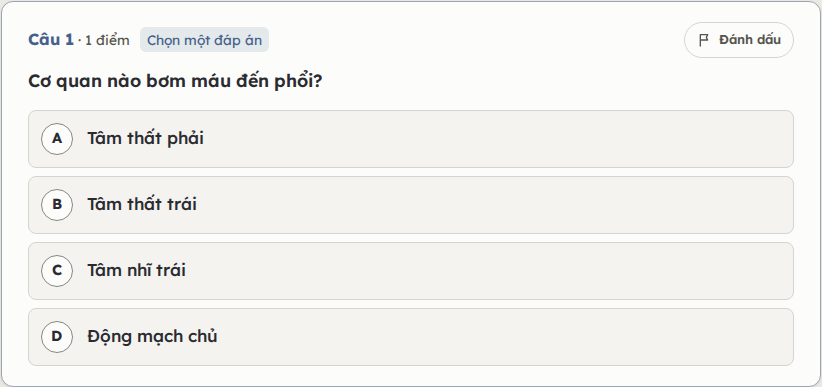 Câu 1 · 1 điểm Chọn một đáp án Đánh dấu
Cơ quan nào bơm máu đến phổi?
A Tâm thất phải
B Tâm thất trái
C Tâm nhĩ trái
D Động mạch chủ